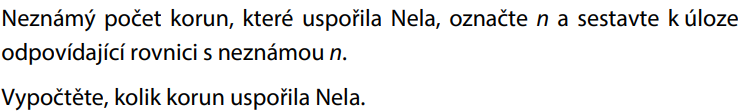 Neznámý počet korun, které uspořila Nela, označte n a sestavte k úloze
odpovídající rovnici s neznámou n.
Vypočtěte, kolik korun uspořila Nela.